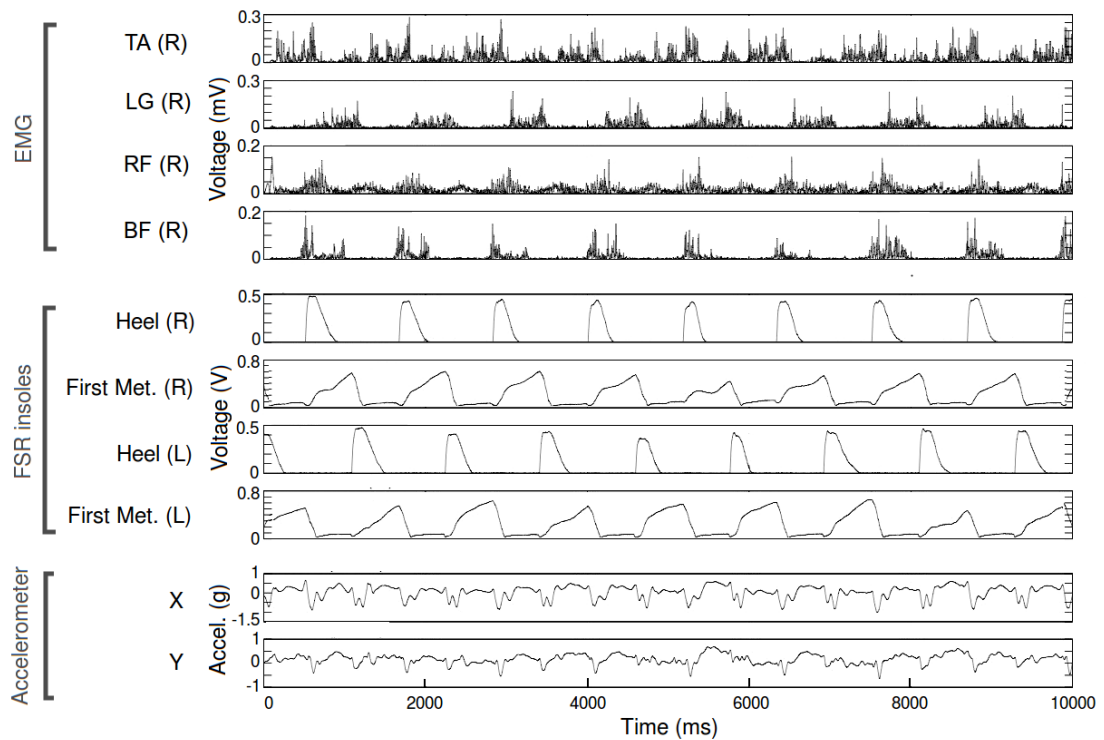 EMG
Voltage (mV)
TA (R)
0.3
0
LG (R)
0.3
0
RF (R)
0.2
0
BF (R)
0.2
0
FSR insoles
Voltage (V)
Heel (R)
0.5
0
First Met. (R)
0.8
0
Heel (L)
0.5
0
First Met. (L)
0.8
0
Accelerometer
Accel. (g)
X
1
0
-1.5
Y
1
0
-1
0 2000 4000 6000 8000 10000
Time (ms)